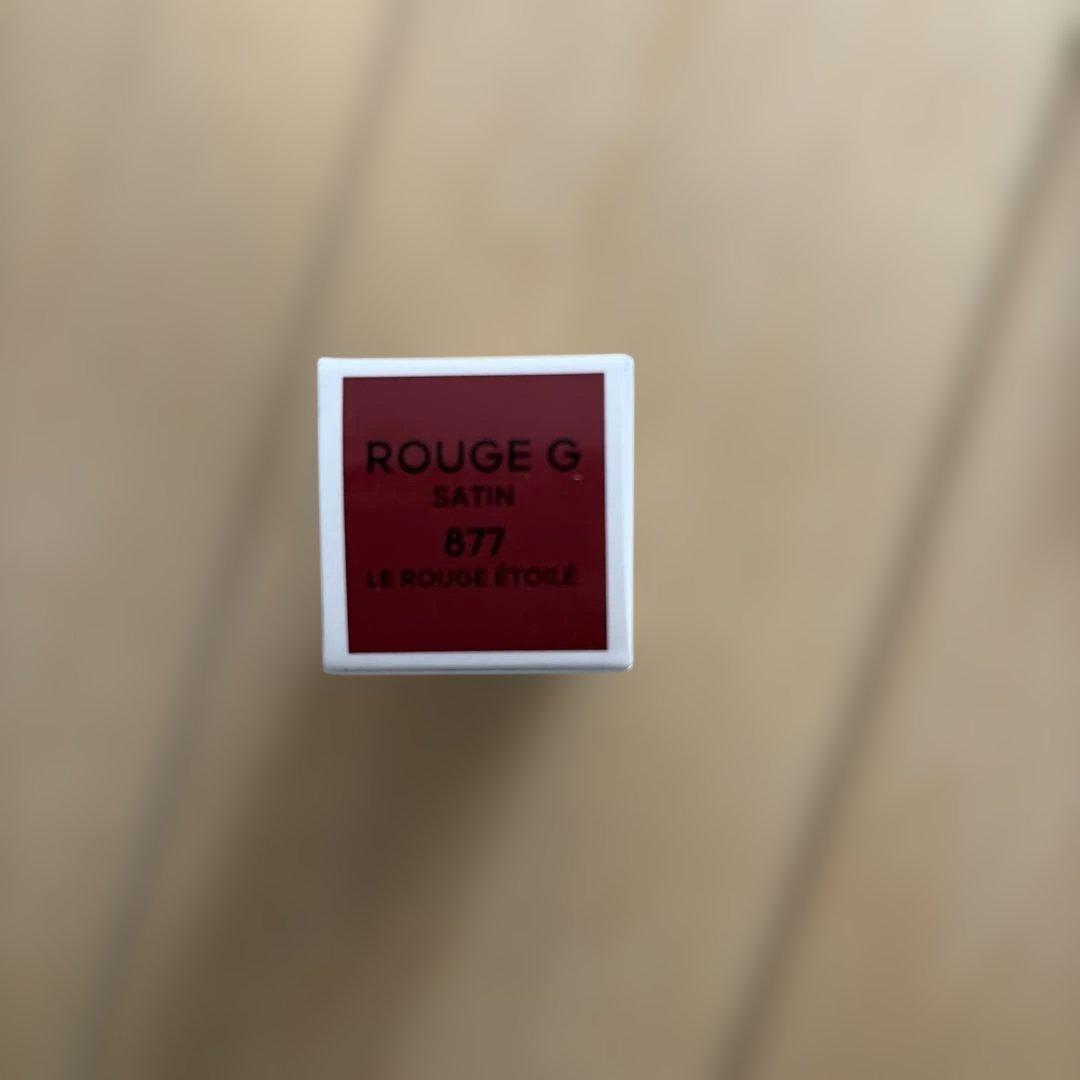 ROUGE G
SATIN
877
LE ROUGE ÉTOILÉ